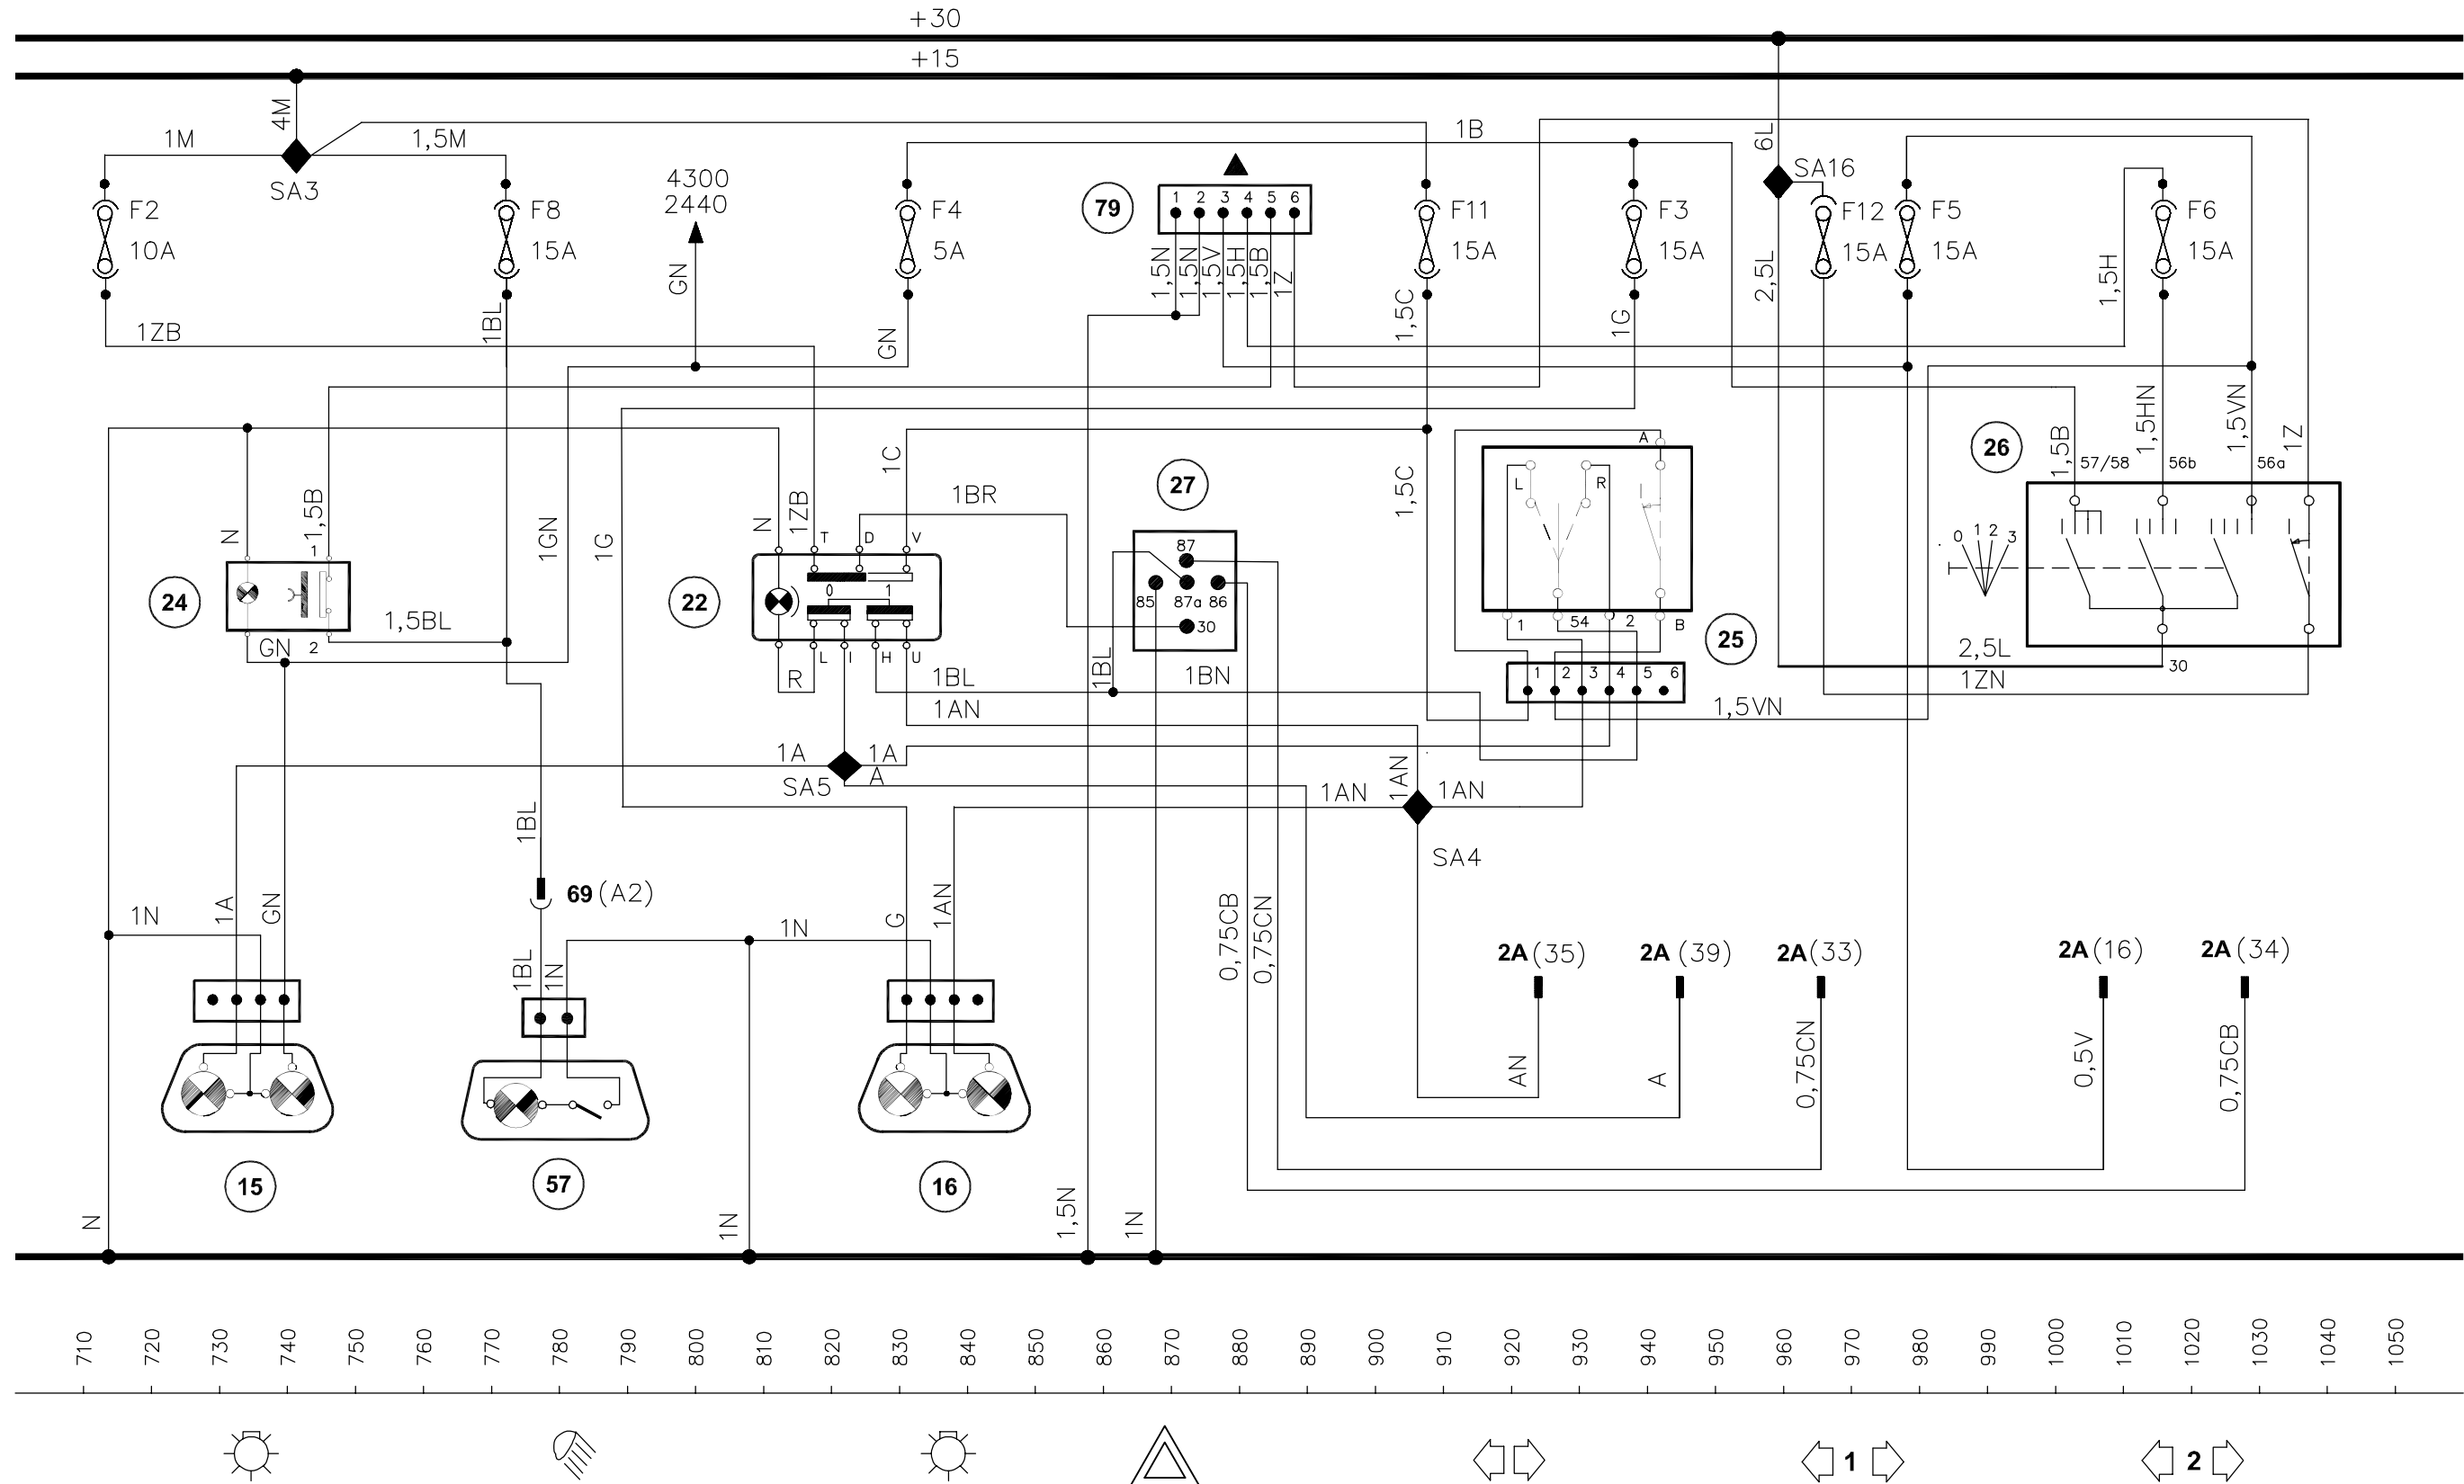 +30
+15
4M
1M
1,5M
SA3
1B
6L
SA16
4300
2440
79
1 2 3 4 5 6
F2
10A
F8
15A
F4
5A
F11
15A
F3
15A
F12
15A
F5
15A
F6
15A
GN
1,5N
1,5N
1,5V
1,5H
1,5B
1Z
2,5L
1,5H
1ZB
1BL
GN
1,5C
1G
N
1,5B
1GN
1G
N
1ZB
1C
1BR
27
1,5C
A
L
R
26
1,5B
57/58
1,5HN
56b
1,5VN
56a
1Z
24
1
22
T D V
0 1
87
85 87a 86
30
0 1 2 3
1,5BL
GN 2
R
L I H U
1BL
1AN
1BL
1BN
1 54 2 B
25
1 2 3 4 5 6
1,5VN
2,5L
30
1ZN
1A
1A
A
SA5
1AN
1AN
1AN
SA4
1BL
69 (A2)
1N
1A
GN
1BL
1N
1N
G
1AN
0,75CB
0,75CN
2A (35)
2A (39)
2A (33)
2A (16)
2A (34)
AN
A
0,75CN
0,5V
0,75CB
15
57
16
N
1N
1,5N
1N
710 720 730 740 750 760 770 780 790 800 810 820 830 840 850 860 870 880 890 900 910 920 930 940 950 960 970 980 990 1000 1010 1020 1030 1040 1050
1
2